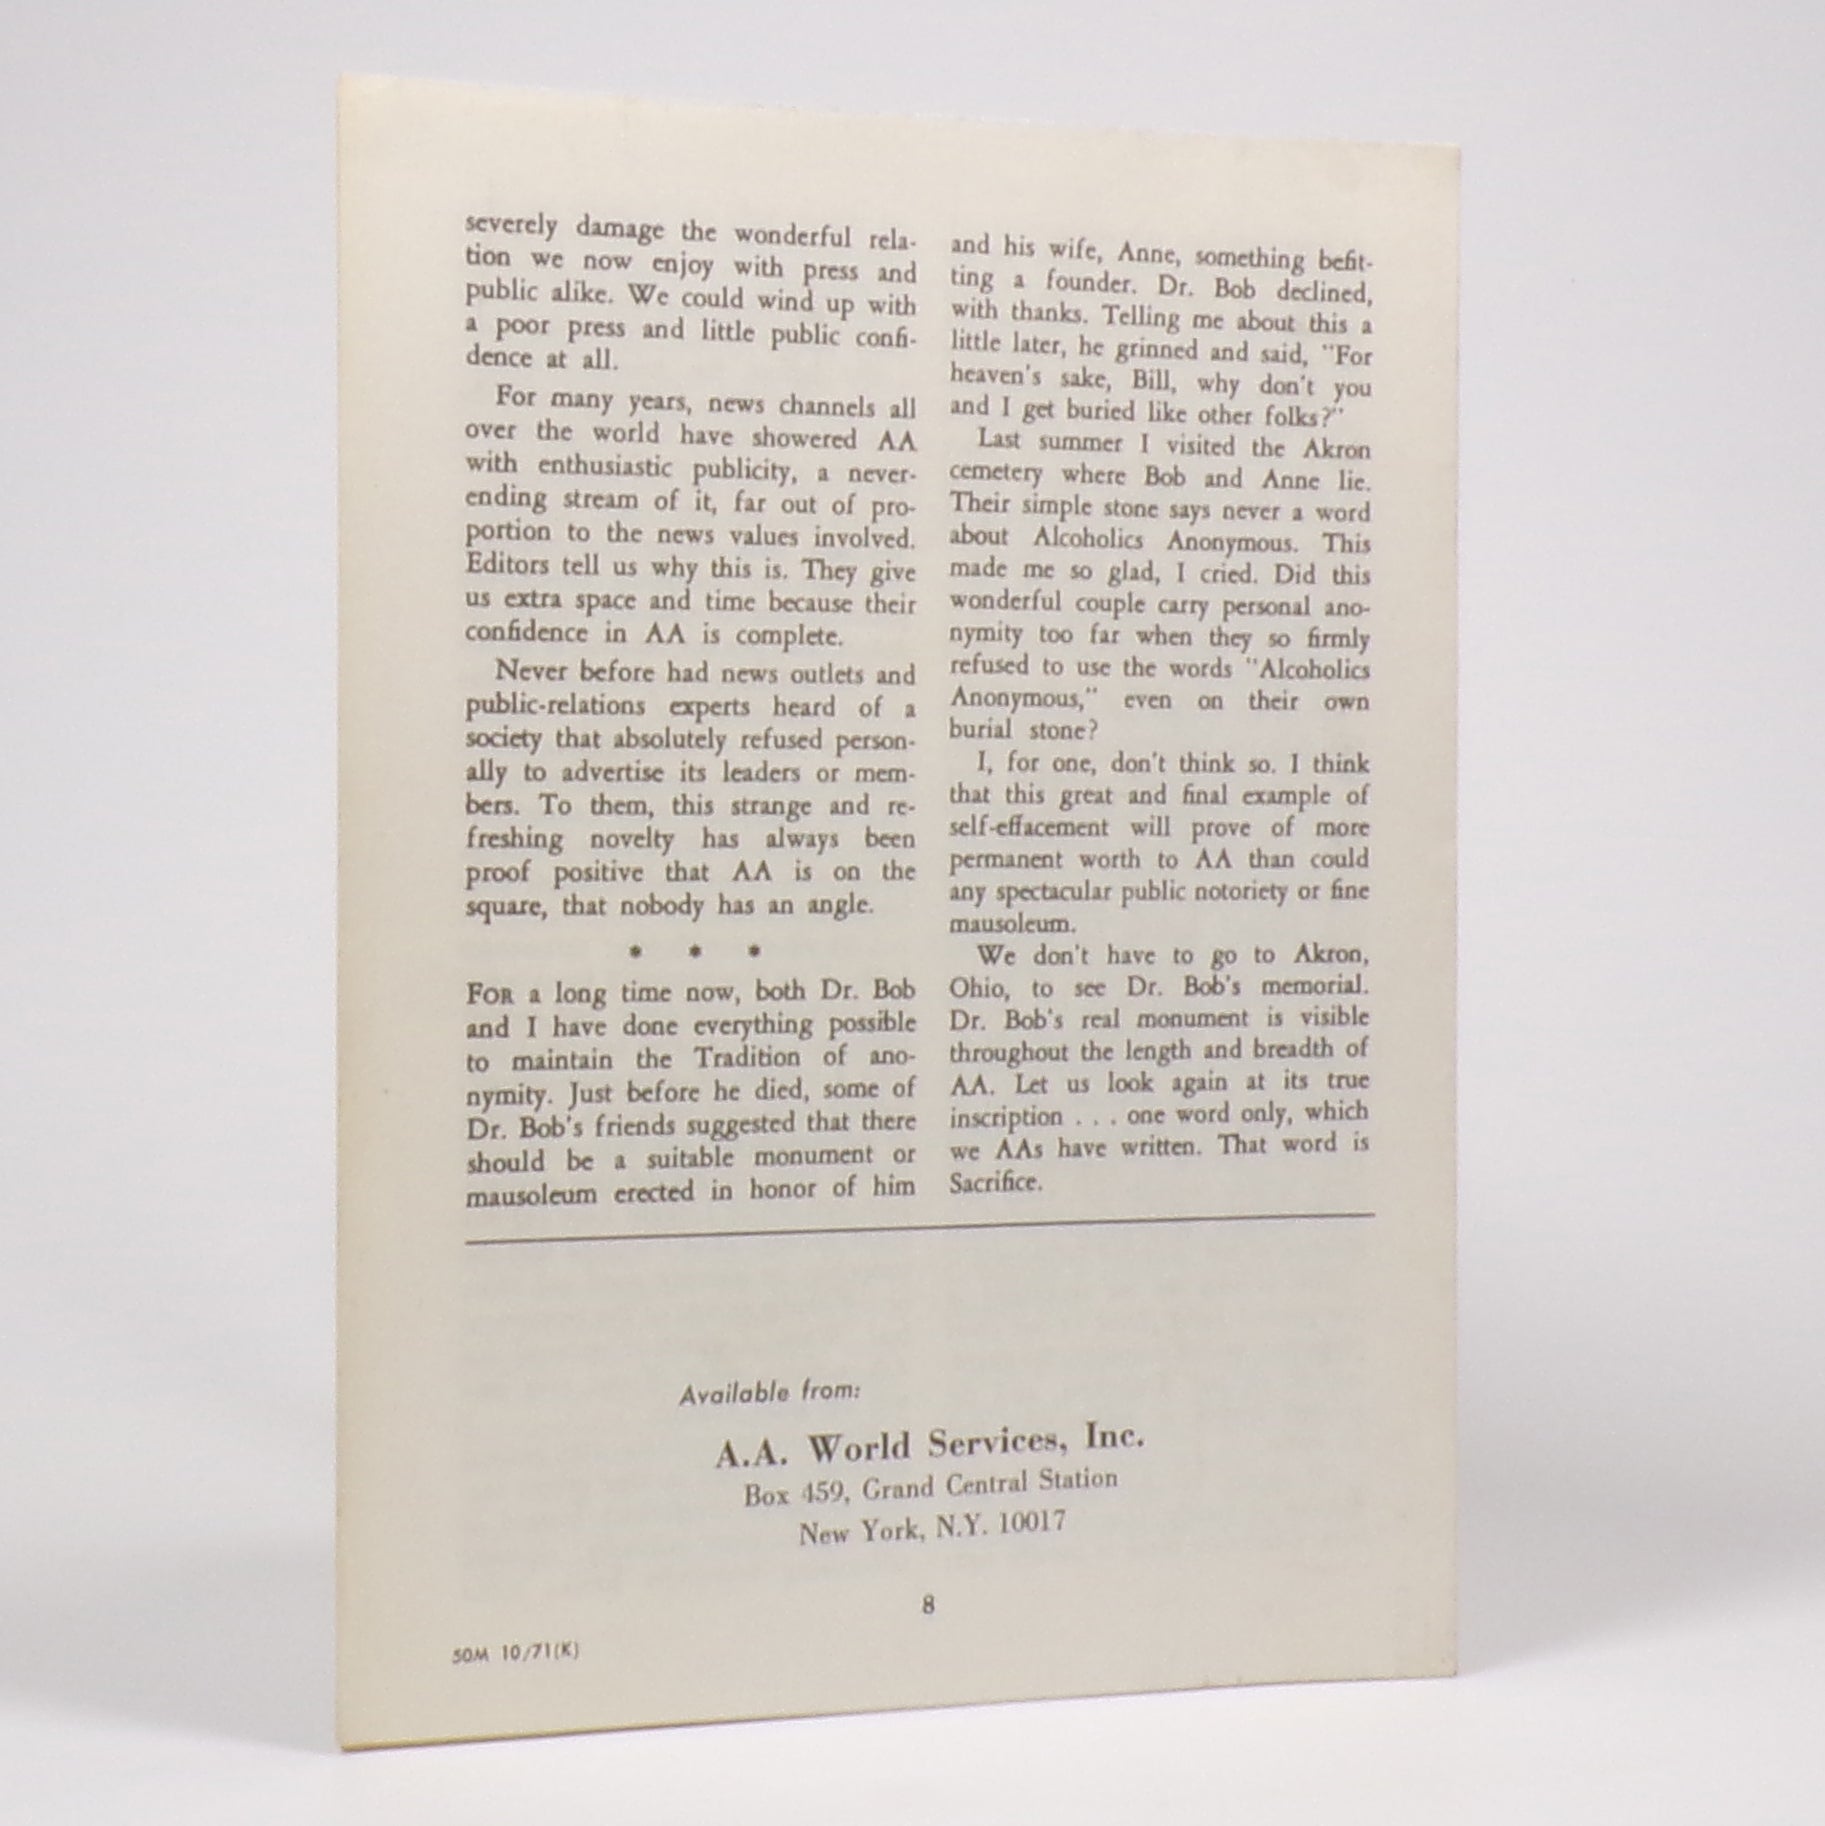 severely damage the wonderful rela-
tion we now enjoy with press and
public alike. We could wind up with
a poor press and little public confi-
dence at all.
For many years, news channels all
over the world have showered AA
with enthusiastic publicity, a never-
ending stream of it, far out of pro-
portion to the news values involved.
Editors tell us why this is. They give
us extra space and time because their
confidence in AA is complete.
Never before had news outlets and
public-relations experts heard of a
society that absolutely refused person-
ally to advertise its leaders or mem-
bers. To them, this strange and re-
freshing novelty has always been
proof positive that AA is on the
square, that nobody has an angle.
* * *
FOR a long time now, both Dr. Bob
and I have done everything possible
to maintain the Tradition of ano-
nymity. Just before he died, some of
Dr. Bob's friends suggested that there
should be a suitable monument or
mausoleum erected in honor of him
and his wife, Anne, something befit-
ting a founder. Dr. Bob declined,
with thanks. Telling me about this a
little later, he grinned and said, "For
heaven's sake, Bill, why don't you
and I get buried like other folks?"
Last summer I visited the Akron
cemetery where Bob and Anne lie.
Their simple stone says never a word
about Alcoholics Anonymous. This
made me so glad, I cried. Did this
wonderful couple carry personal ano-
nymity too far when they so firmly
refused to use the words "Alcoholics
Anonymous," even on their own
burial stone?
I, for one, don't think so. I think
that this great and final example of
self-effacement will prove of more
permanent worth to AA than could
any spectacular public notoriety or fine
mausoleum.
We don't have to go to Akron,
Ohio, to see Dr. Bob's memorial.
Dr. Bob's real monument is visible
throughout the length and breadth of
AA. Let us look again at its true
inscription . . . one word only, which
we AAs have written. That word is
Sacrifice.
Available from:
A.A. World Services, Inc.
Box 459, Grand Central Station
New York, N.Y. 10017
8
50M 10/71(K)